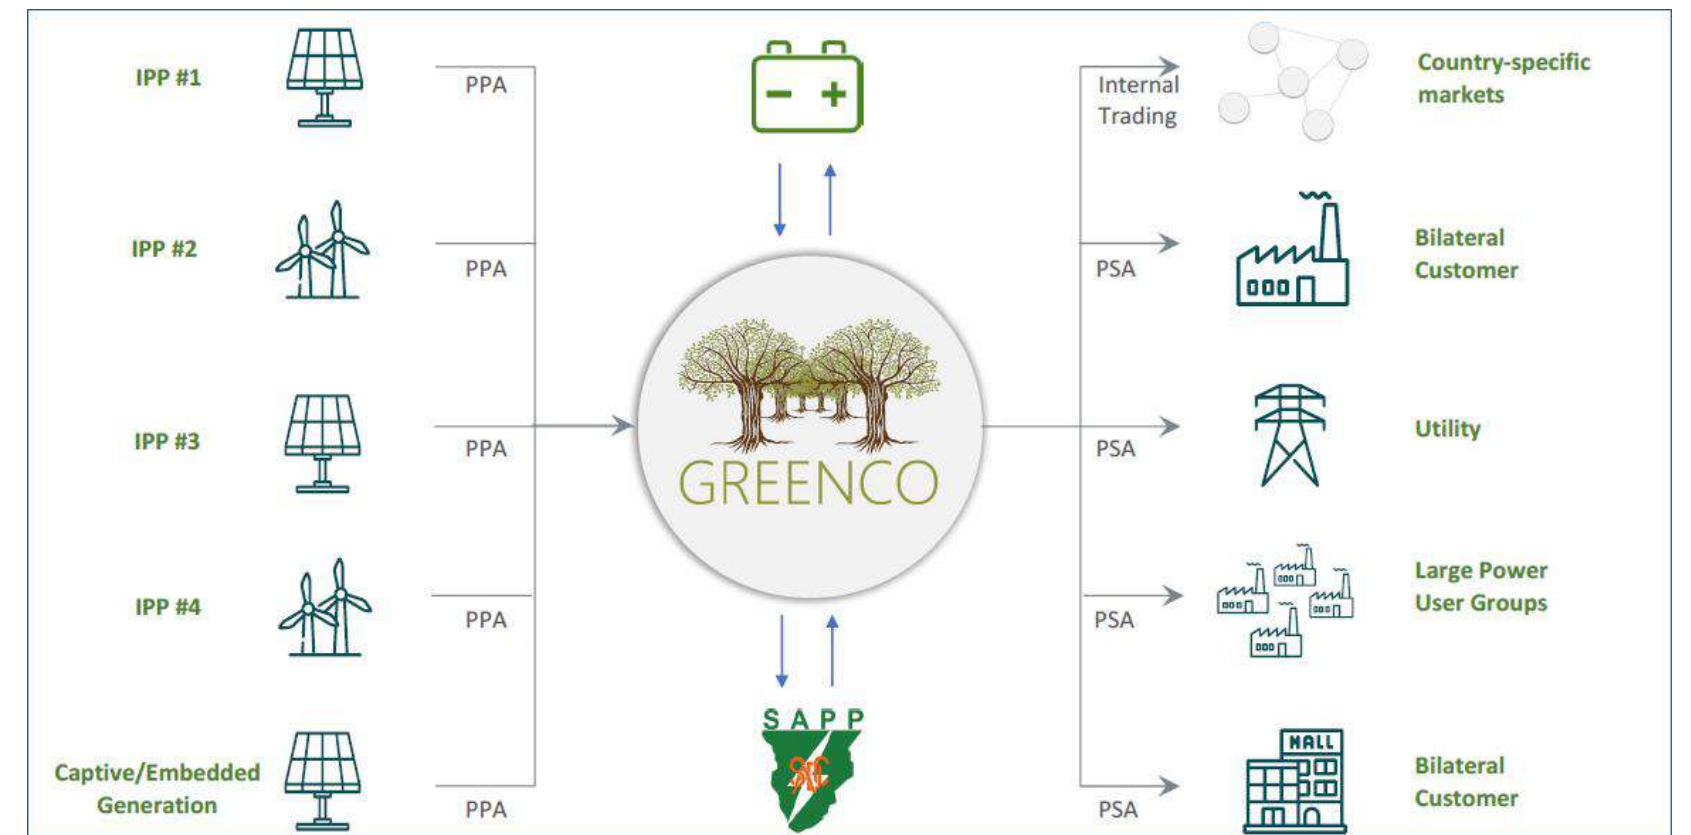 IPP #1
PPA
Internal
Trading
Country-specific
markets
IPP #2
PPA
PSA
Bilateral
Customer
IPP #3
PPA
GREENCO
PSA
Utility
IPP #4
PPA
PSA
Large Power
User Groups
SAPP
Captive/Embedded
Generation
PPA
PSA
MALL
Bilateral
Customer